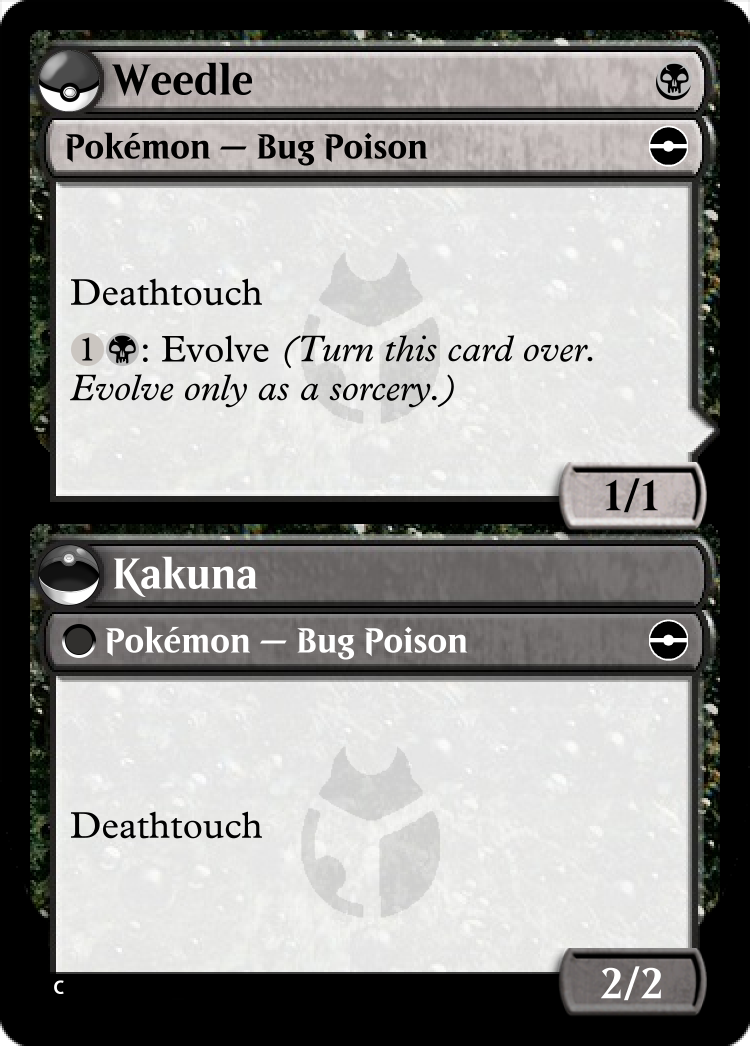 Weedle
Pokémon — Bug Poison
Deathtouch
1: Evolve (Turn this card over.
Evolve only as a sorcery.)
1/1
Kakuna
Pokémon — Bug Poison
Deathtouch
2/2
C